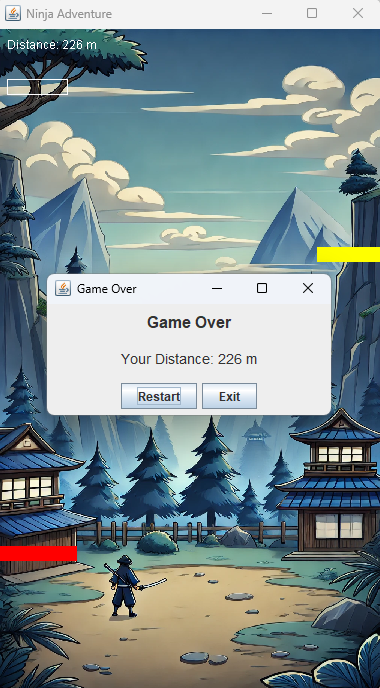 Ninja Adventure
Distance: 226 m
Game Over
Game Over
Your Distance: 226 m
Restart Exit